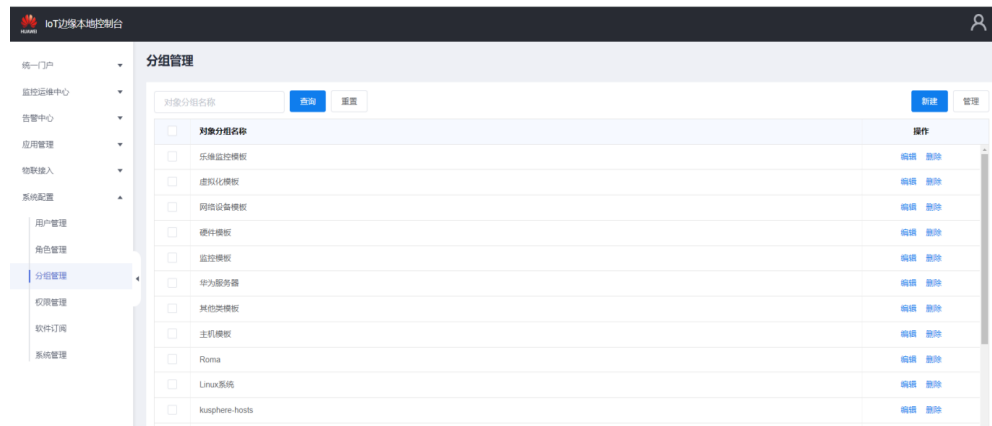 HUAWEI IoT边缘本地控制台
统一门户
监控运维中心
告警中心
应用管理
物联接入
系统配置
用户管理
角色管理
分组管理
权限管理
软件订阅
系统管理
分组管理
对象分组名称 查询 重置 新建 管理
对象分组名称 操作
乐维监控模板 编辑 删除
虚拟化模板 编辑 删除
网络设备模板 编辑 删除
硬件模板 编辑 删除
监控模板 编辑 删除
华为服务器 编辑 删除
其他类模板 编辑 删除
主机模板 编辑 删除
Roma 编辑 删除
Linux系统 编辑 删除
kusphere-hosts 编辑 删除